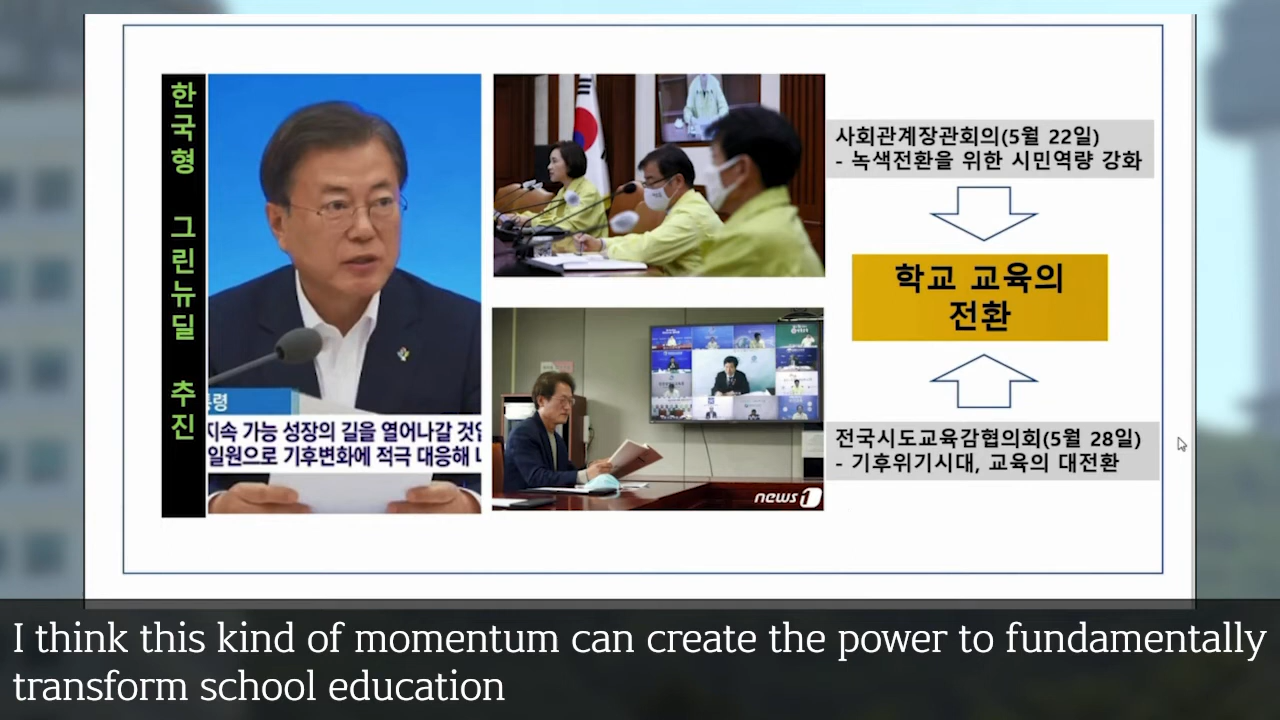 한국형 그린뉴딜 추진
지속 가능 성장의 길을 열어나갈 것
일원으로 기후변화에 적극 대응해
news1
사회관계장관회의(5월 22일)
- 녹색전환을 위한 시민역량 강화
학교 교육의
전환
전국시도교육감협의회(5월 28일)
- 기후위기시대, 교육의 대전환
I think this kind of momentum can create the power to fundamentally
transform school education